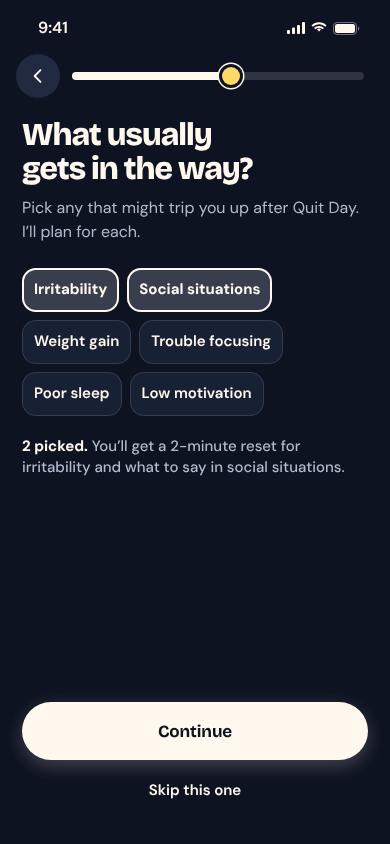 9:41
What usually
gets in the way?
Pick any that might trip you up after Quit Day.
I’ll plan for each.
Irritability
Social situations
Weight gain
Trouble focusing
Poor sleep
Low motivation
2 picked. You’ll get a 2-minute reset for
irritability and what to say in social situations.
Continue
Skip this one